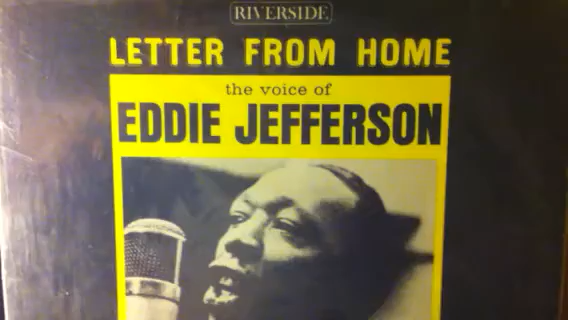 RIVERSIDE
LETTER FROM HOME
the voice of
EDDIE JEFFERSON